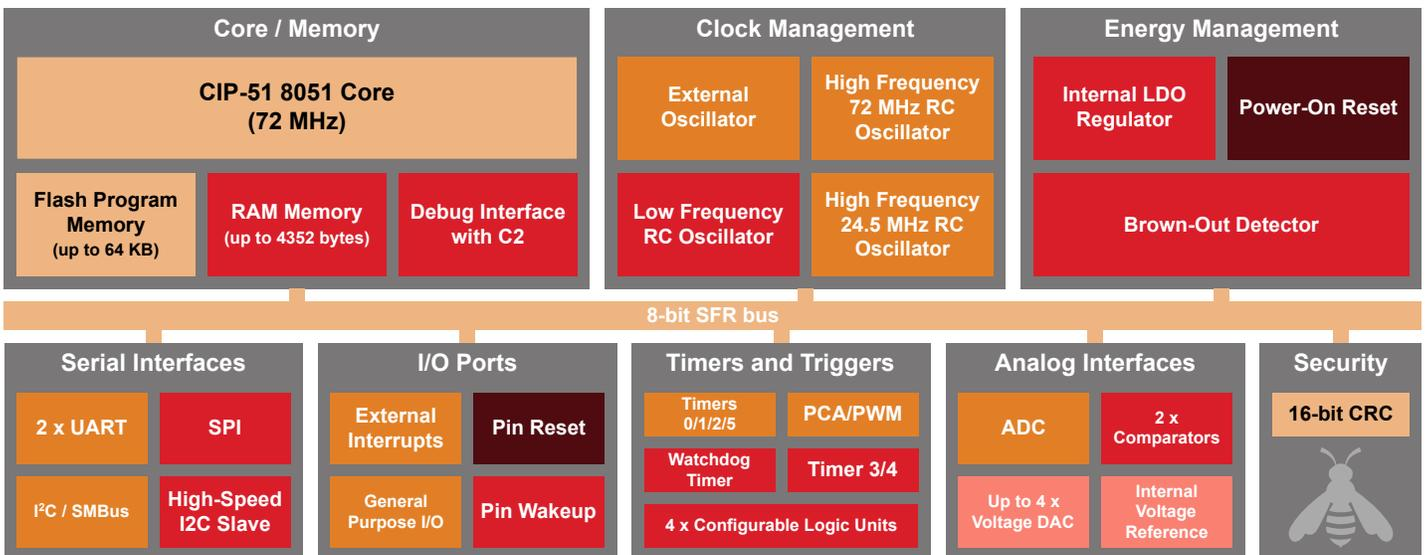 Core / Memory
CIP-51 8051 Core
(72 MHz)
Flash Program
Memory
(up to 64 KB)
RAM Memory
(up to 4352 bytes)
Debug Interface
with C2
Clock Management
External
Oscillator
High Frequency
72 MHz RC
Oscillator
Low Frequency
RC Oscillator
High Frequency
24.5 MHz RC
Oscillator
Energy Management
Internal LDO
Regulator
Power-On Reset
Brown-Out Detector
8-bit SFR bus
Serial Interfaces
2 x UART
SPI
I²C / SMBus
High-Speed
I2C Slave
I/O Ports
External
Interrupts
Pin Reset
General
Purpose I/O
Pin Wakeup
Timers and Triggers
Timers
0/1/2/5
PCA/PWM
Watchdog
Timer
Timer 3/4
4 x Configurable Logic Units
Analog Interfaces
ADC
2 x
Comparators
Up to 4 x
Voltage DAC
Internal
Voltage
Reference
Security
16-bit CRC